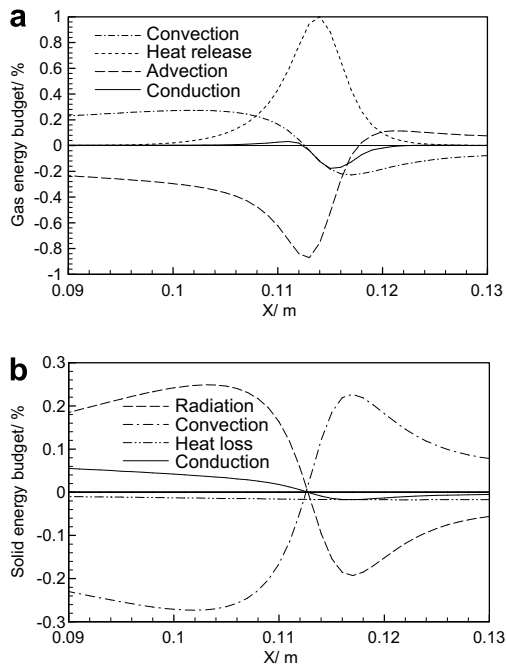 a
Gas energy budget/ %
1
0.8
0.6
0.4
0.2
0
-0.2
-0.4
-0.6
-0.8
-1
Convection
Heat release
Advection
Conduction
0.09
0.1
0.11
0.12
0.13
X/ m
b
Solid energy budget/ %
0.3
0.2
0.1
0
-0.1
-0.2
-0.3
Radiation
Convection
Heat loss
Conduction
0.09
0.1
0.11
0.12
0.13
X/ m